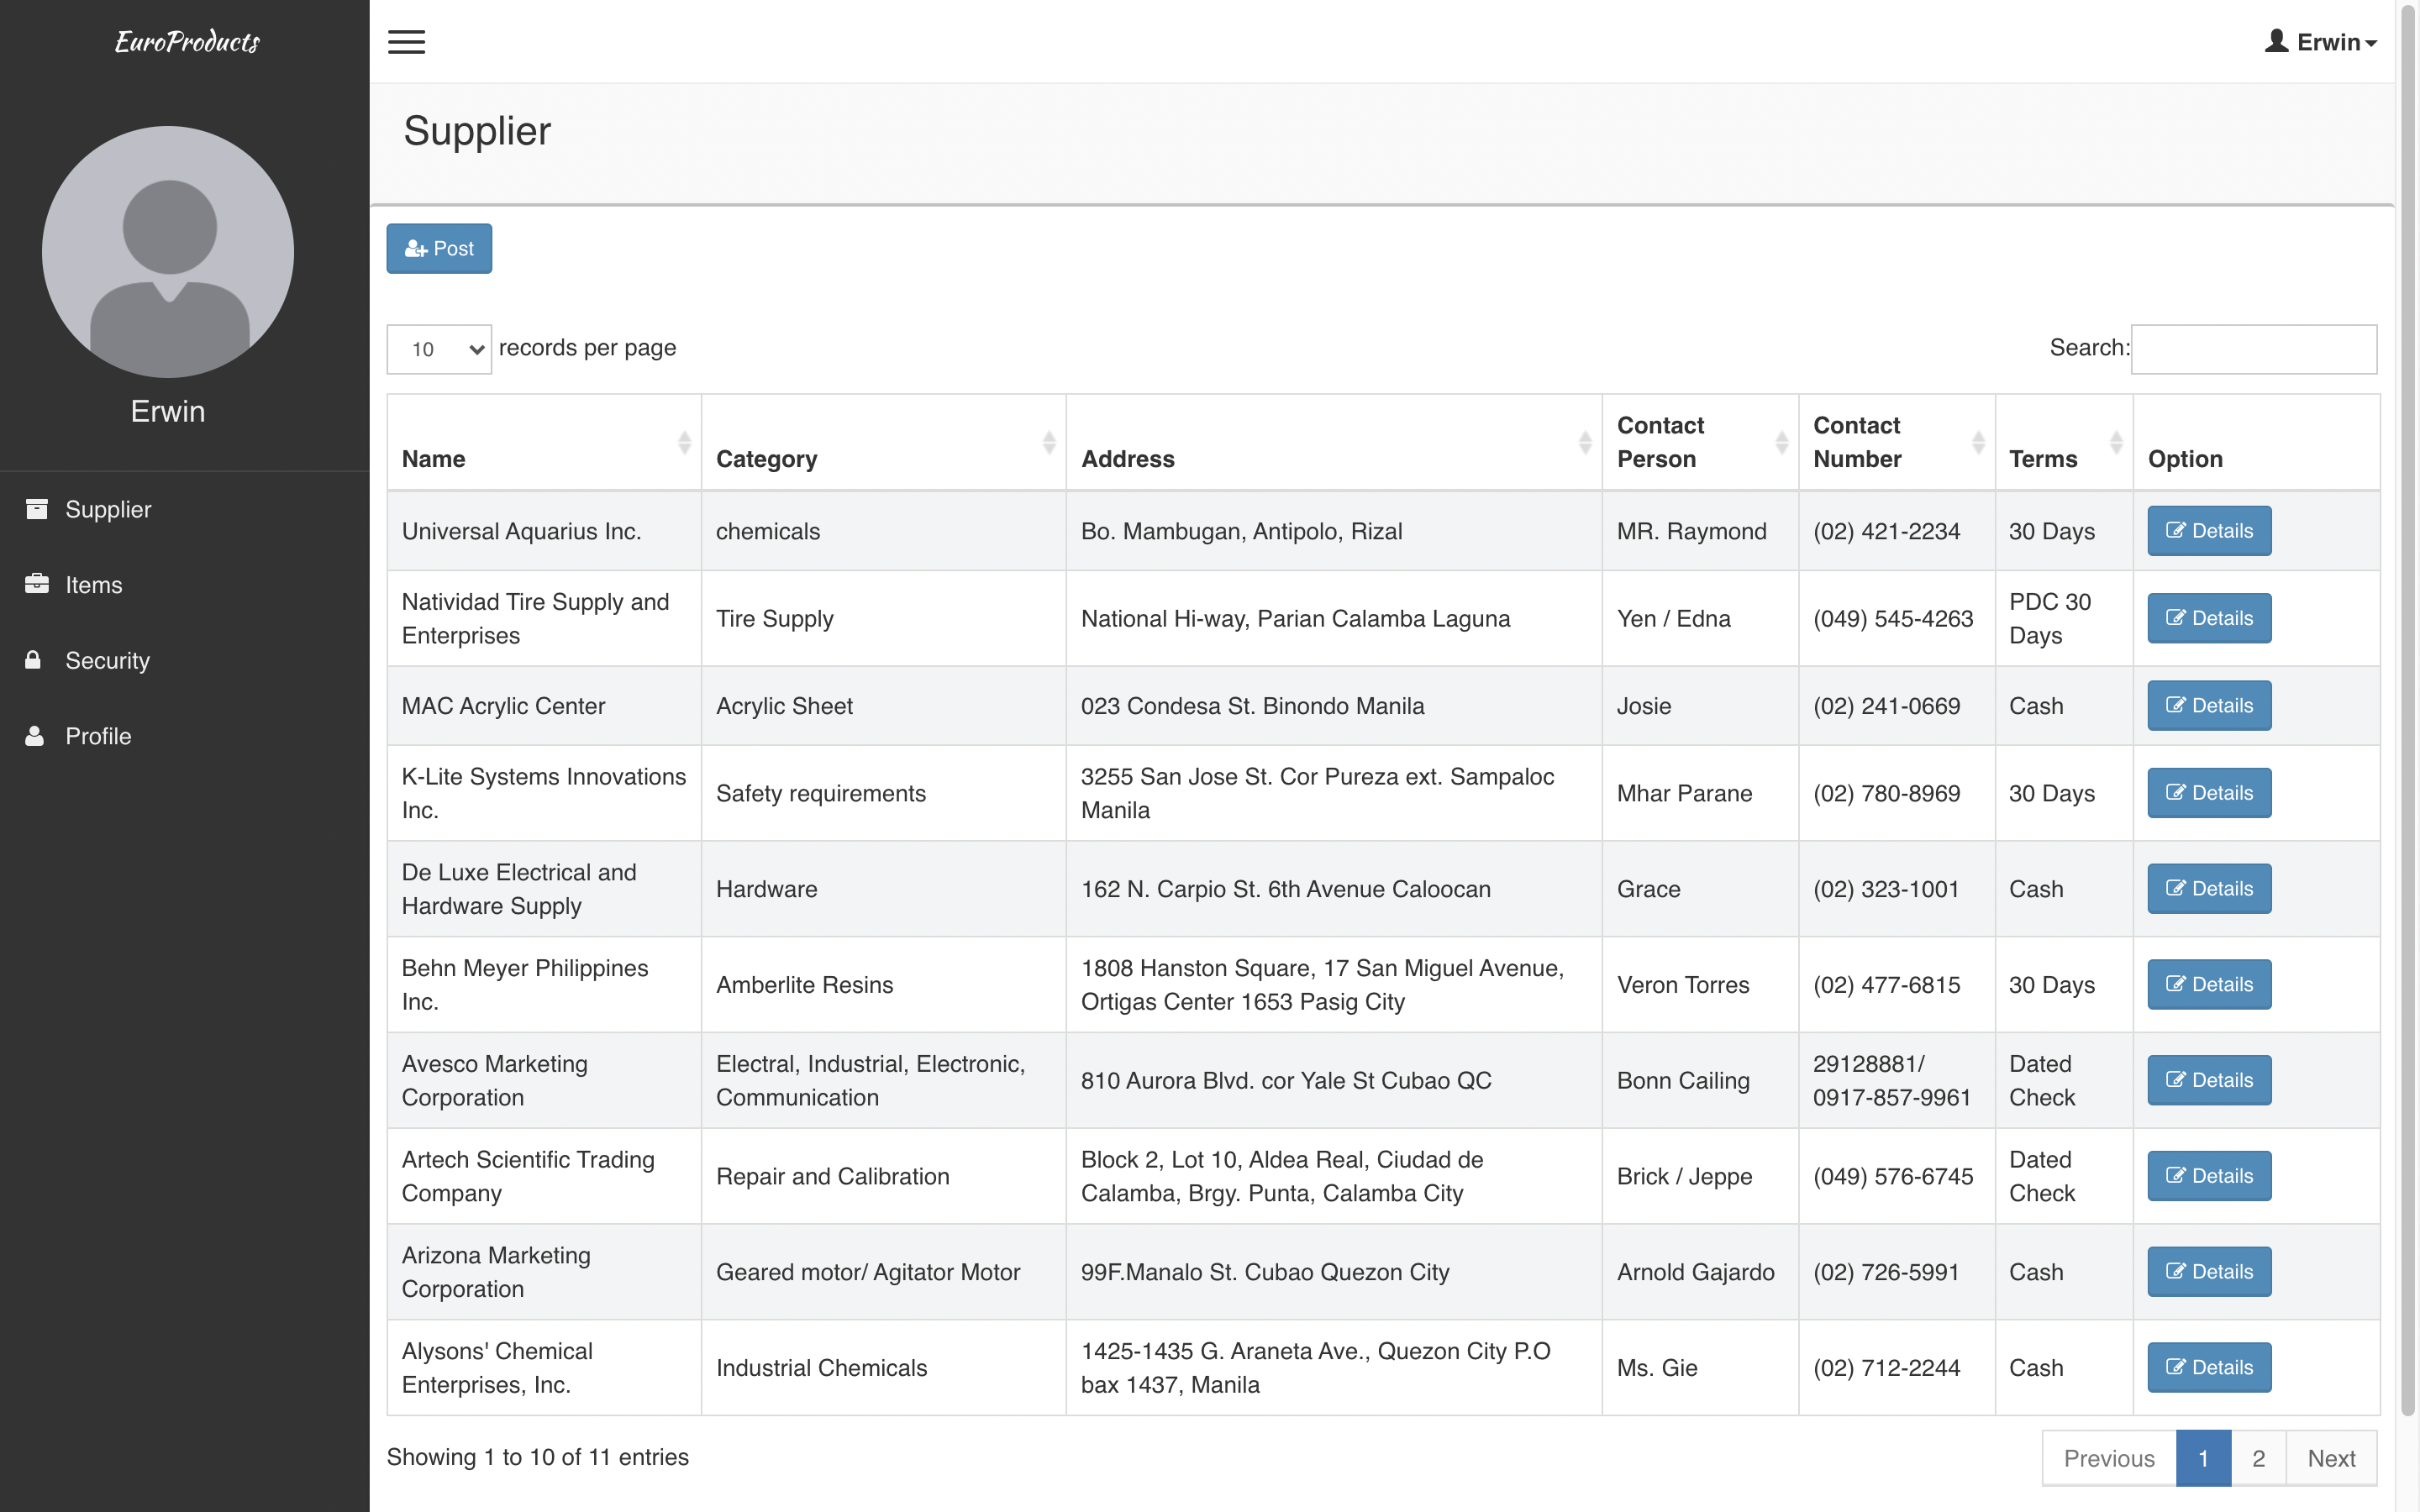 EuroProducts
Erwin
Supplier
Items
Security
Profile
Erwin
Supplier
Post
10 records per page
Search:
Name Category Address Contact Person Contact Number Terms Option
Universal Aquarius Inc. chemicals Bo. Mambugan, Antipolo, Rizal MR. Raymond (02) 421-2234 30 Days Details
Natividad Tire Supply and Enterprises Tire Supply National Hi-way, Parian Calamba Laguna Yen / Edna (049) 545-4263 PDC 30 Days Details
MAC Acrylic Center Acrylic Sheet 023 Condesa St. Binondo Manila Josie (02) 241-0669 Cash Details
K-Lite Systems Innovations Inc. Safety requirements 3255 San Jose St. Cor Pureza ext. Sampaloc Manila Mhar Parane (02) 780-8969 30 Days Details
De Luxe Electrical and Hardware Supply Hardware 162 N. Carpio St. 6th Avenue Caloocan Grace (02) 323-1001 Cash Details
Behn Meyer Philippines Inc. Amberlite Resins 1808 Hanston Square, 17 San Miguel Avenue, Ortigas Center 1653 Pasig City Veron Torres (02) 477-6815 30 Days Details
Avesco Marketing Corporation Electral, Industrial, Electronic, Communication 810 Aurora Blvd. cor Yale St Cubao QC Bonn Cailing 29128881/ 0917-857-9961 Dated Check Details
Artech Scientific Trading Company Repair and Calibration Block 2, Lot 10, Aldea Real, Ciudad de Calamba, Brgy. Punta, Calamba City Brick / Jeppe (049) 576-6745 Dated Check Details
Arizona Marketing Corporation Geared motor/ Agitator Motor 99F.Manalo St. Cubao Quezon City Arnold Gajardo (02) 726-5991 Cash Details
Alysons' Chemical Enterprises, Inc. Industrial Chemicals 1425-1435 G. Araneta Ave., Quezon City P.O bax 1437, Manila Ms. Gie (02) 712-2244 Cash Details
Showing 1 to 10 of 11 entries
Previous 1 2 Next